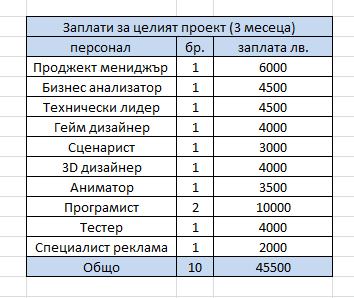 Заплати за целият проект (3 месеца)
персонал бр. заплата лв.
Проджект мениджър 1 6000
Бизнес анализатор 1 4500
Технически лидер 1 4500
Гейм дизайнер 1 4000
Сценарист 1 3000
3D дизайнер 1 4000
Аниматор 1 3500
Програмист 2 10000
Тестер 1 4000
Специалист реклама 1 2000
Общо 10 45500